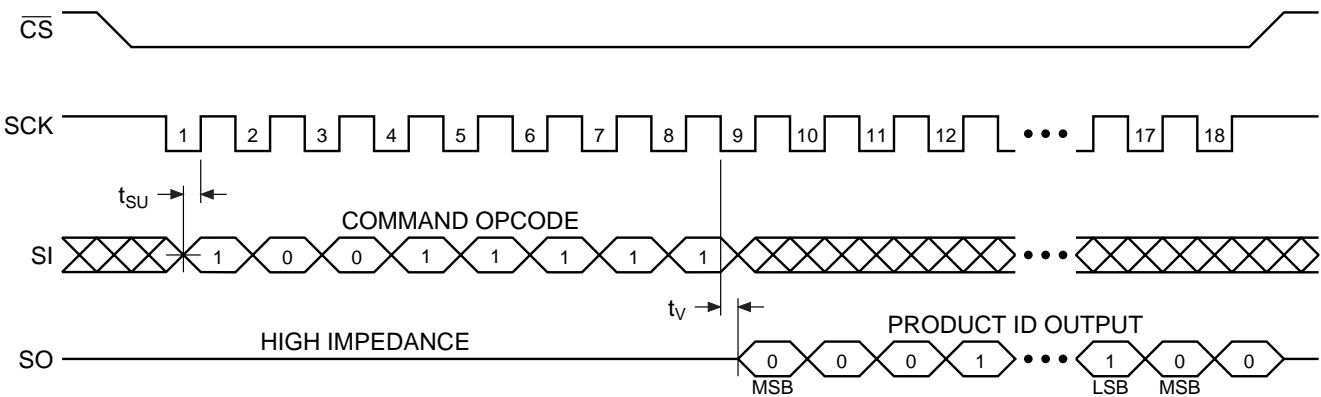 CS
SCK 1 2 3 4 5 6 7 8 9 10 11 12 17 18
tSU
COMMAND OPCODE
SI 1 0 0 1 1 1 1 1
tV
HIGH IMPEDANCE
PRODUCT ID OUTPUT
SO 0 0 0 1 1 0 0
MSB LSB MSB